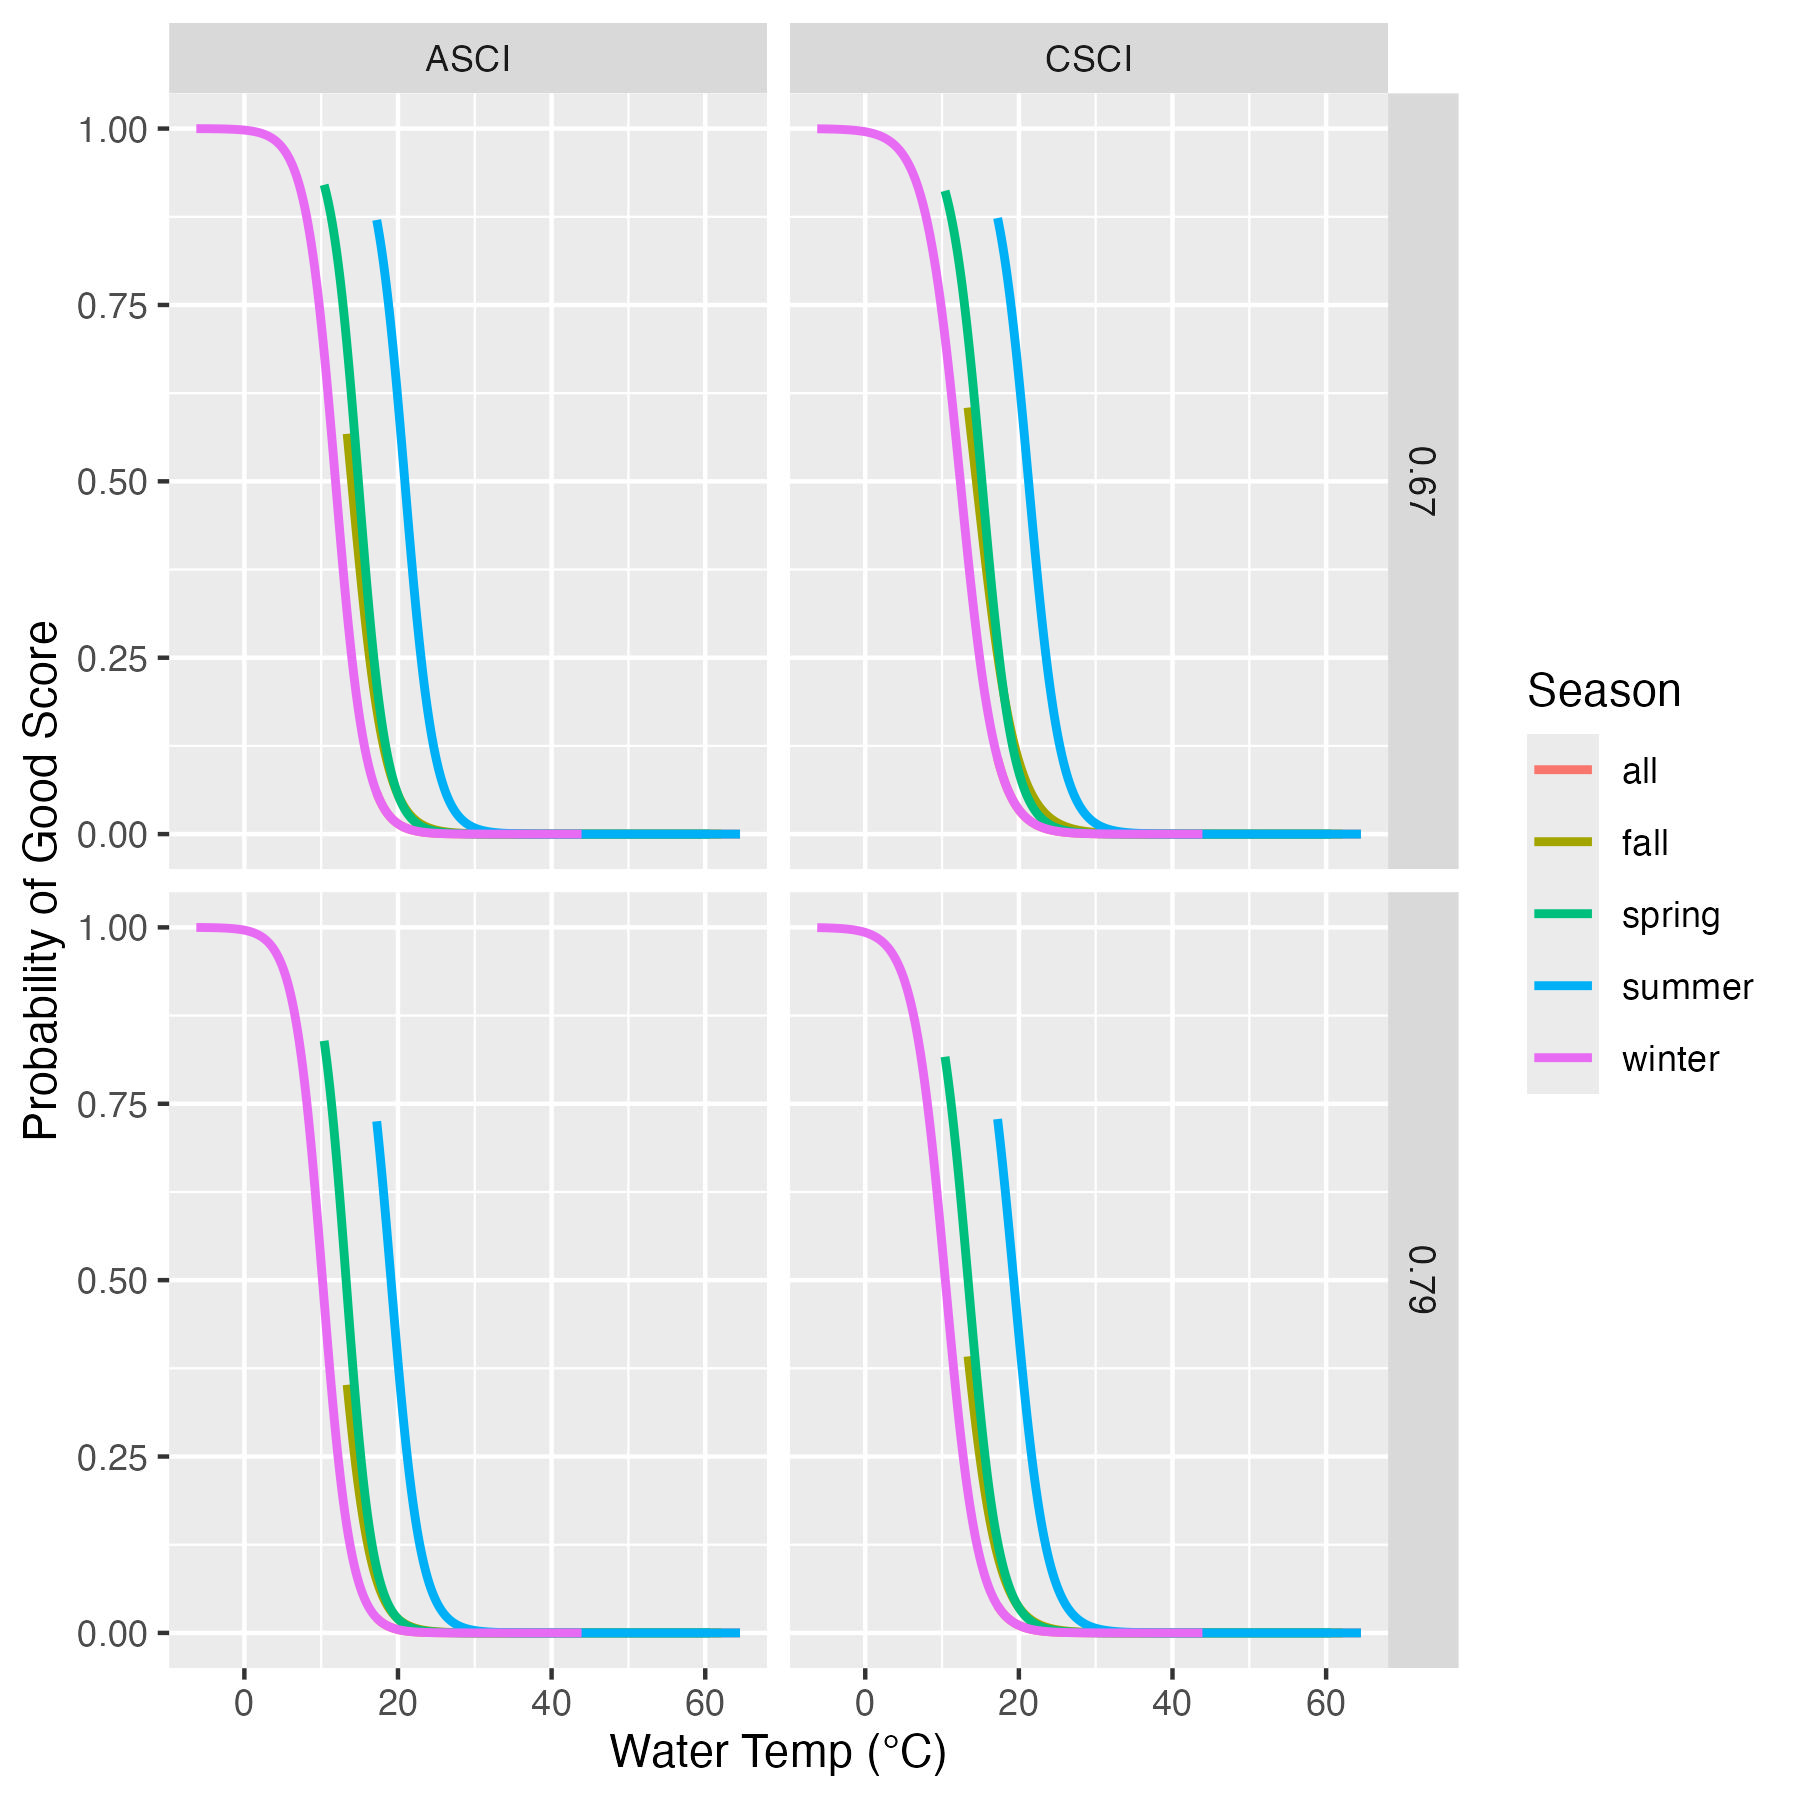 ASCI
CSCI
1.00
0.75
0.50
0.25
0.00
0.67
1.00
0.75
0.50
0.25
0.00
0.79
0 20 40 60
0 20 40 60
Water Temp (°C)
Probability of Good Score
Season
all
fall
spring
summer
winter